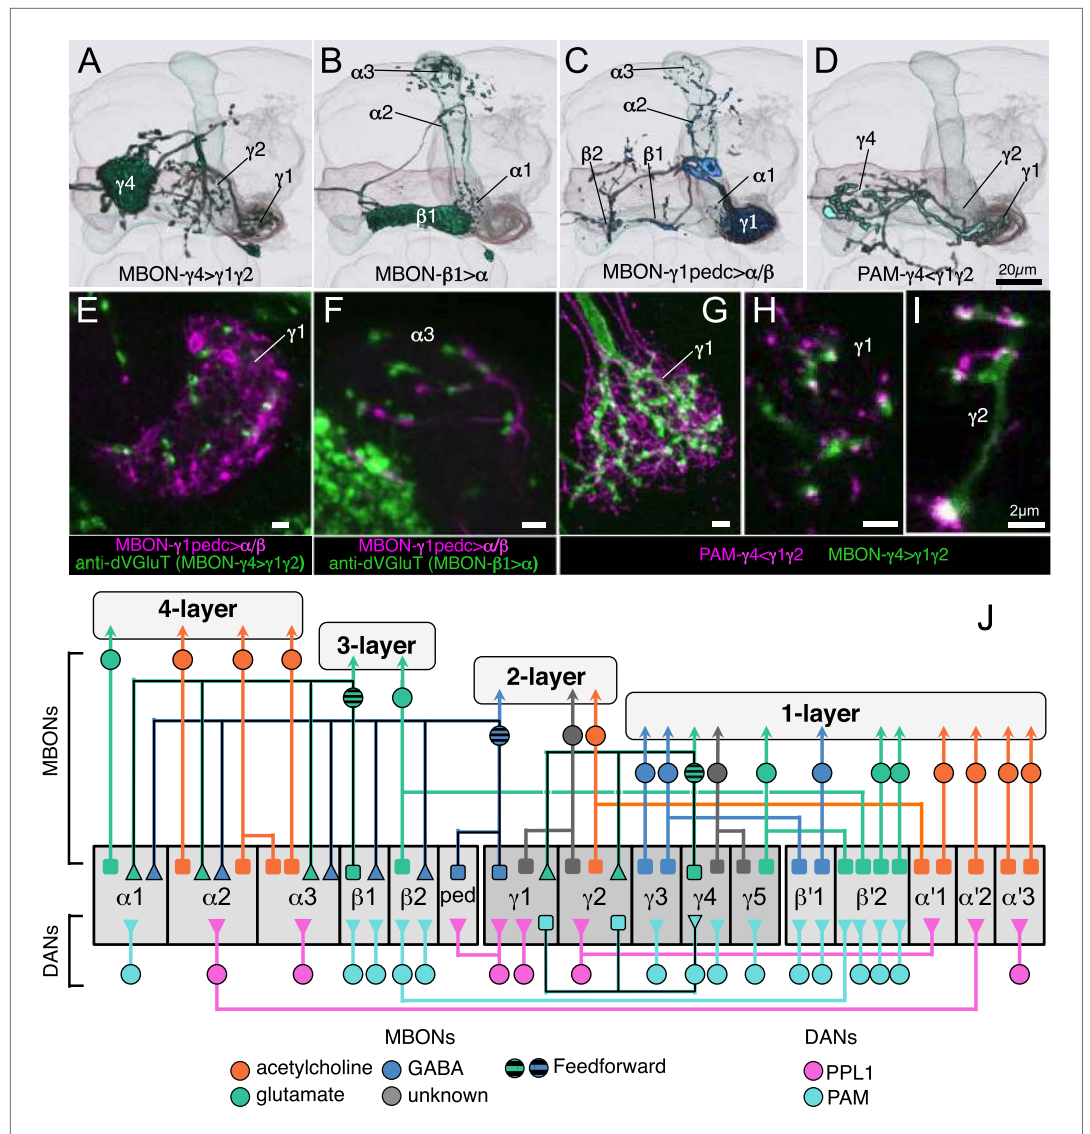 A
γ4
γ2
γ1
MBON-γ4>γ1γ2
B
α3
α2
α1
β1
MBON-β1>α
C
α3
α2
β2
β1
α1
γ1
MBON-γ1pedc>α/β
D
γ4
γ2
γ1
PAM-γ4<γ1γ2
20µm
E
γ1
F
α3
G
γ1
H
γ1
I
γ2
2µm
MBON-γ1pedc>α/β
anti-dVGluT (MBON-γ4>γ1γ2)
MBON-γ1pedc>α/β
anti-dVGluT (MBON-β1>α)
PAM-γ4<γ1γ2 MBON-γ4>γ1γ2
J
4-layer
3-layer
2-layer
1-layer
MBONs
α1 α2 α3 β1 β2 ped γ1 γ2 γ3 γ4 γ5 β'1 β'2 α'1 α'2 α'3
DANs
MBONs
acetylcholine
GABA
Feedforward
glutamate
unknown
DANs
PPL1
PAM